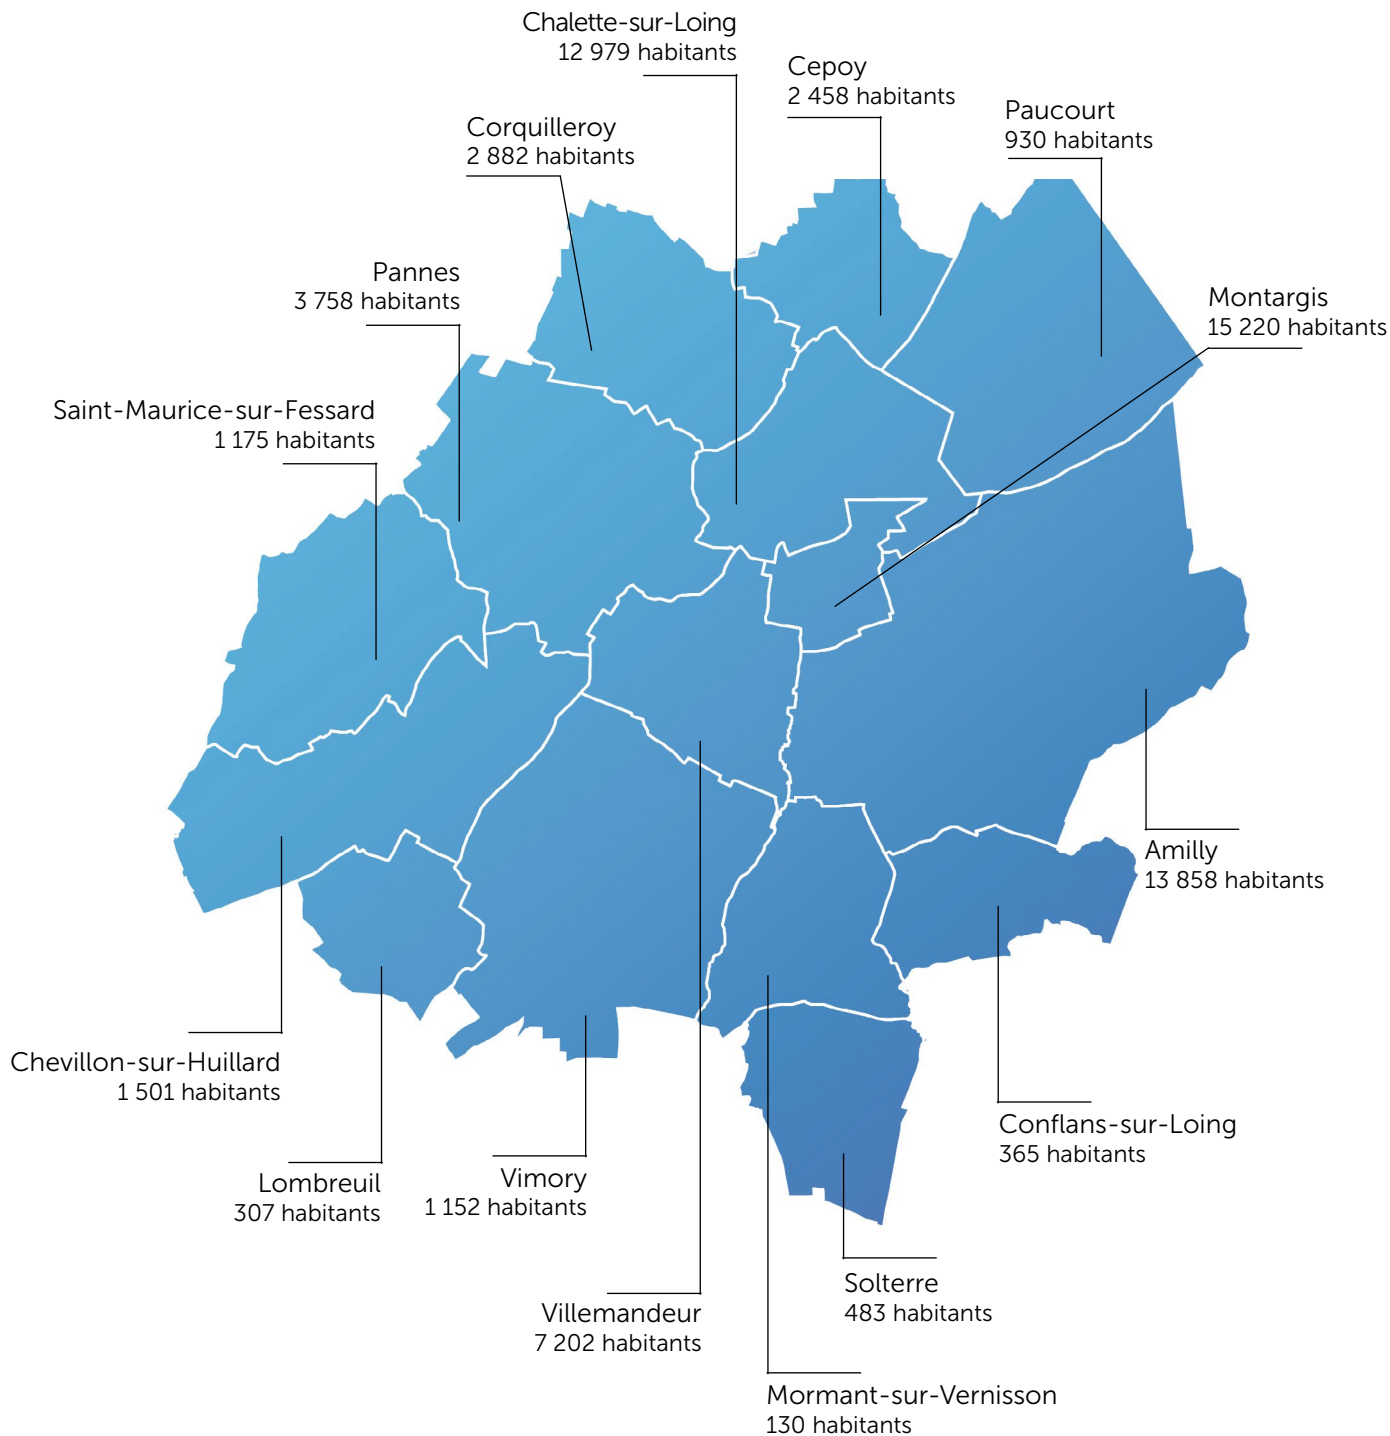 Chalette-sur-Loing
12 979 habitants
Cepoy
2 458 habitants
Paucourt
930 habitants
Corquilleroy
2 882 habitants
Pannes
3 758 habitants
Montargis
15 220 habitants
Saint-Maurice-sur-Fessard
1 175 habitants
Amilly
13 858 habitants
Chevillon-sur-Huillard
1 501 habitants
Conflans-sur-Loing
365 habitants
Lombreuil
307 habitants
Vimory
1 152 habitants
Solterre
483 habitants
Villemandeur
7 202 habitants
Mormant-sur-Vernisson
130 habitants